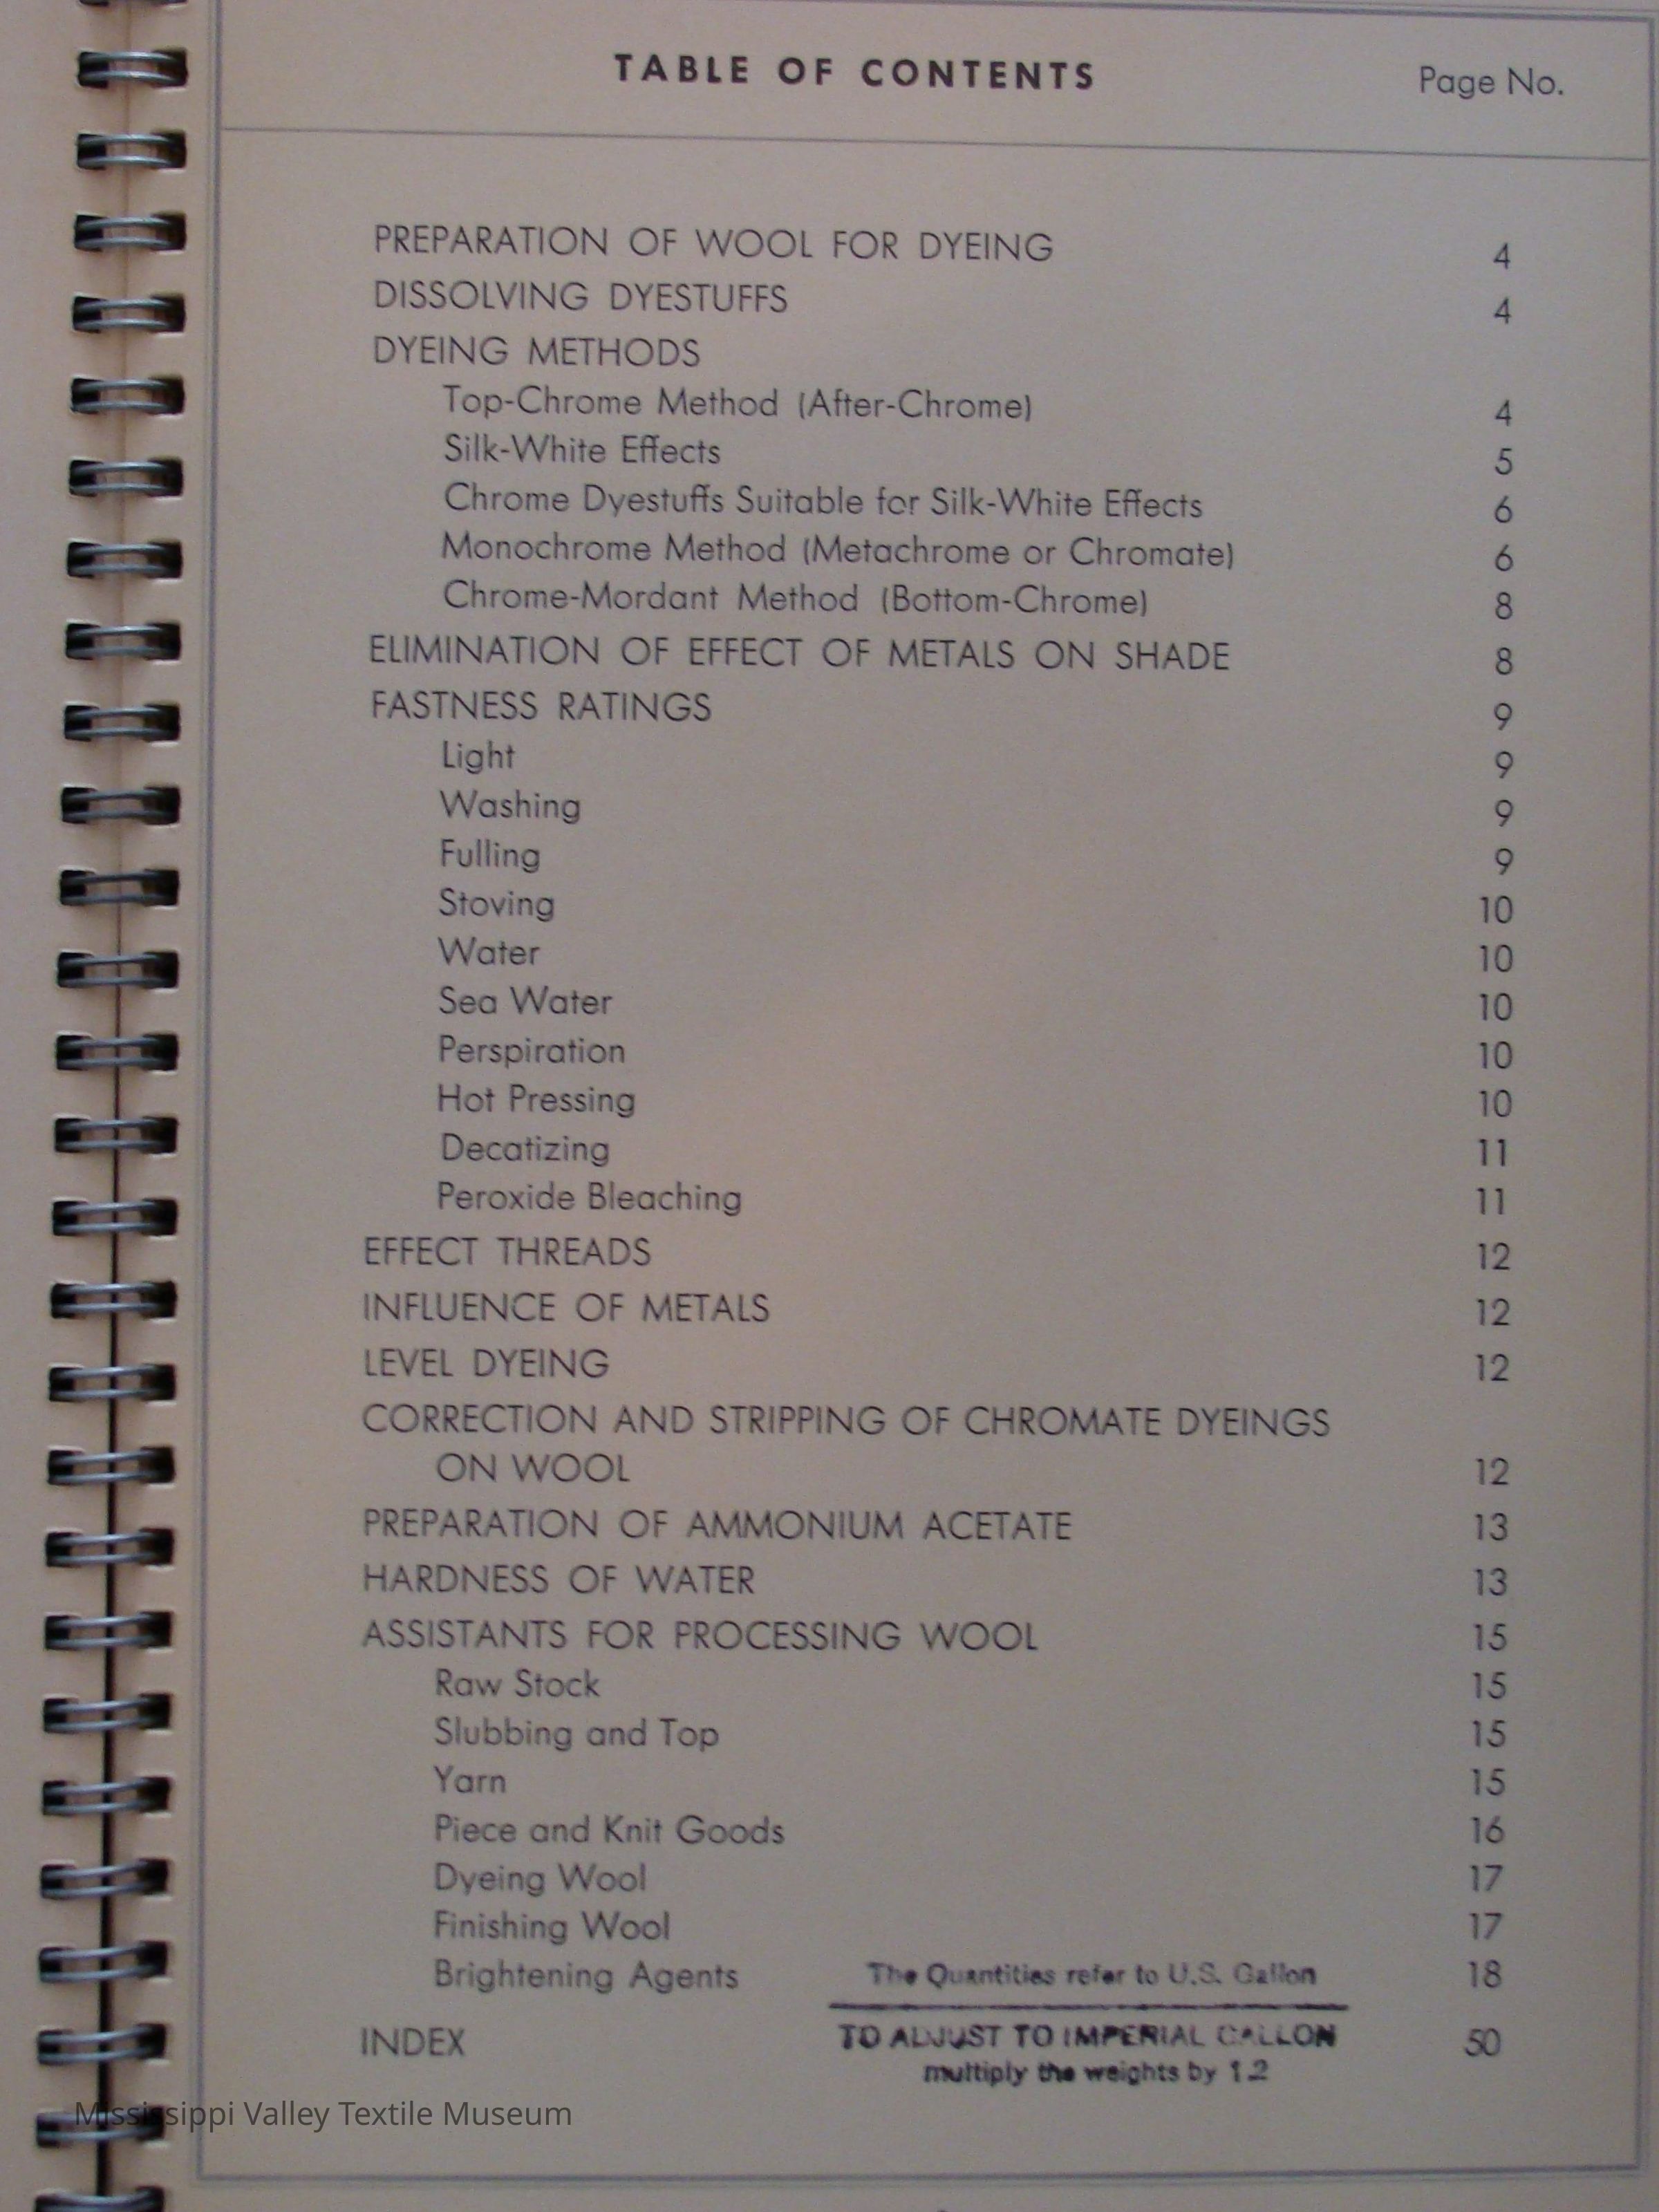 TABLE OF CONTENTS Page No.
PREPARATION OF WOOL FOR DYEING 4
DISSOLVING DYESTUFFS 4
DYEING METHODS
Top-Chrome Method (After-Chrome) 4
Silk-White Effects 5
Chrome Dyestuffs Suitable for Silk-White Effects 6
Monochrome Method (Metachrome or Chromate) 6
Chrome-Mordant Method (Bottom-Chrome) 8
ELIMINATION OF EFFECT OF METALS ON SHADE 8
FASTNESS RATINGS 9
Light 9
Washing 9
Fulling 9
Stoving 10
Water 10
Sea Water 10
Perspiration 10
Hot Pressing 10
Decatizing 11
Peroxide Bleaching 11
EFFECT THREADS 12
INFLUENCE OF METALS 12
LEVEL DYEING 12
CORRECTION AND STRIPPING OF CHROMATE DYEINGS
ON WOOL 12
PREPARATION OF AMMONIUM ACETATE 13
HARDNESS OF WATER 13
ASSISTANTS FOR PROCESSING WOOL 15
Raw Stock 15
Slubbing and Top 15
Yarn 15
Piece and Knit Goods 16
Dyeing Wool 17
Finishing Wool 17
Brightening Agents 18
The Quantities refer to U.S. Gallon
TO ADJUST TO IMPERIAL GALLON
multiply the weights by 1.2
INDEX 50
Mississippi Valley Textile Museum